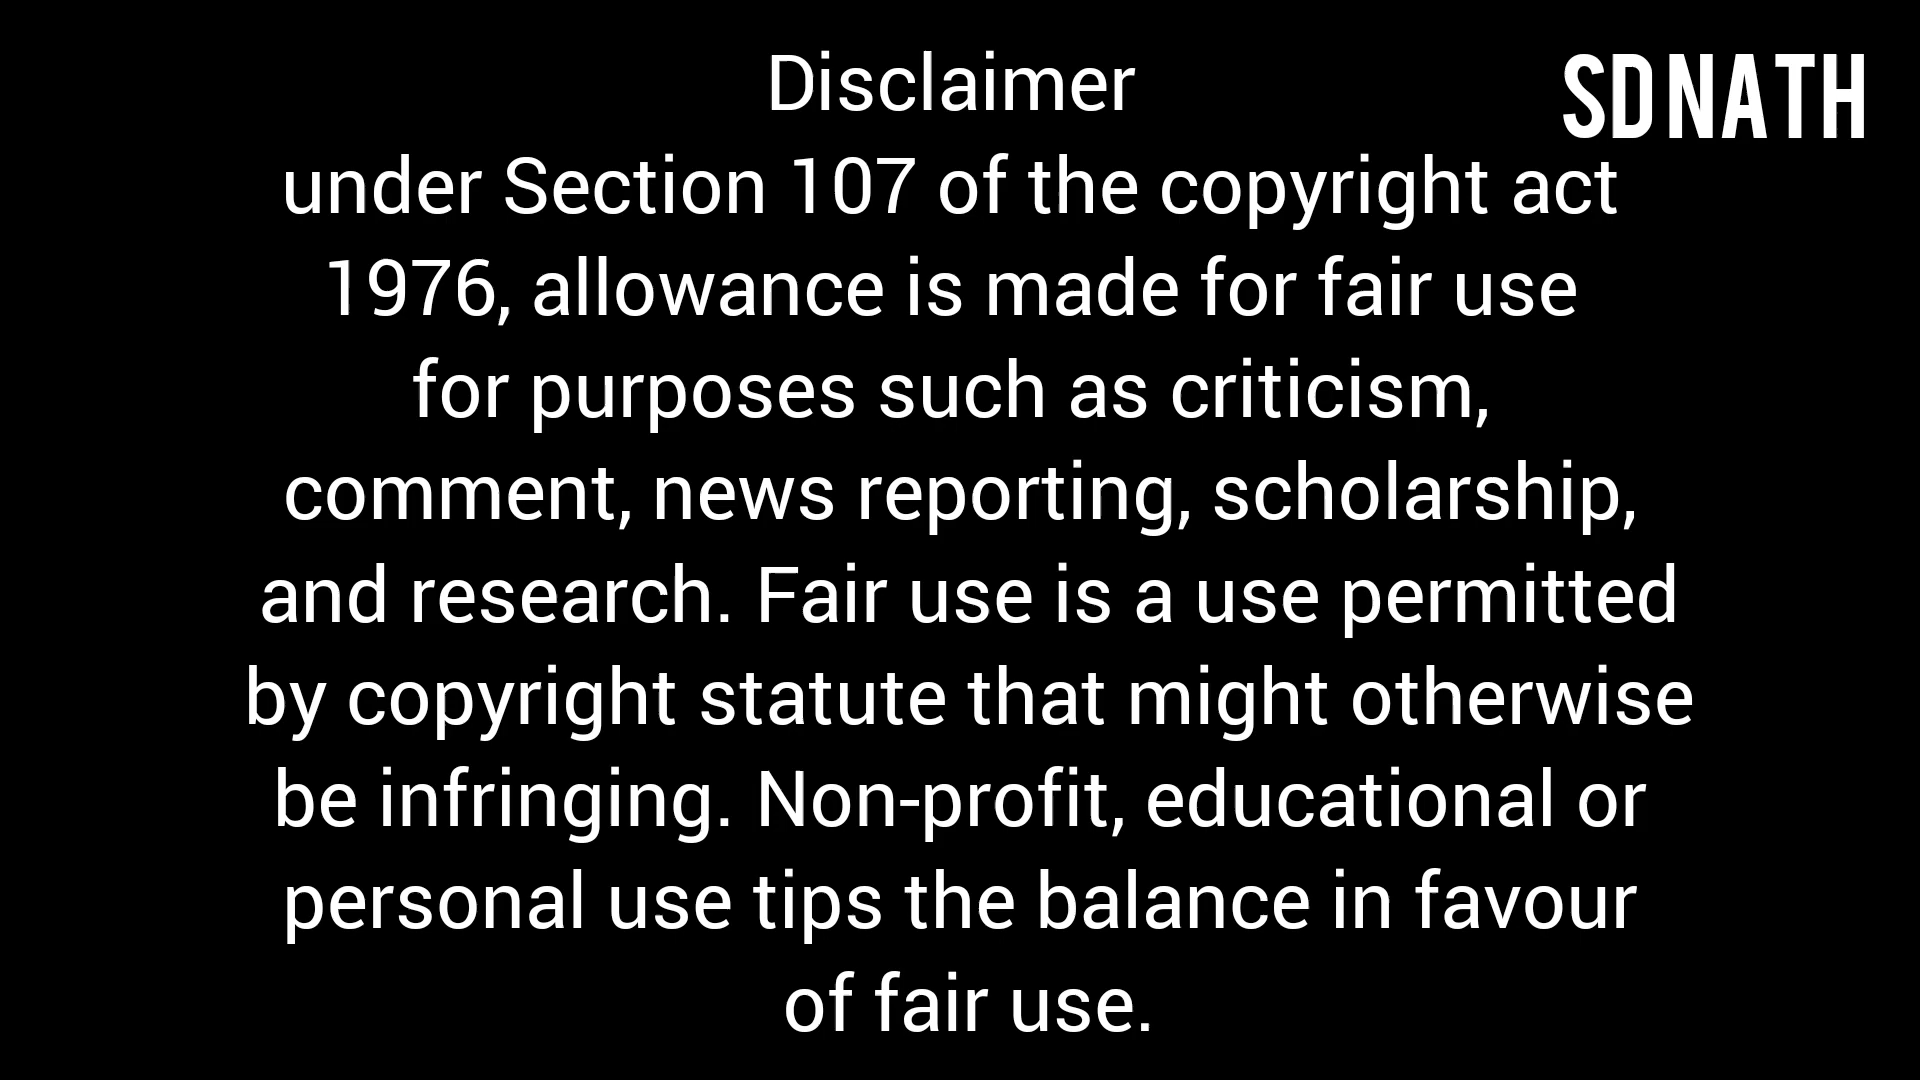 Disclaimer
SD NATH
under Section 107 of the copyright act
1976, allowance is made for fair use
for purposes such as criticism,
comment, news reporting, scholarship,
and research. Fair use is a use permitted
by copyright statute that might otherwise
be infringing. Non-profit, educational or
personal use tips the balance in favour
of fair use.